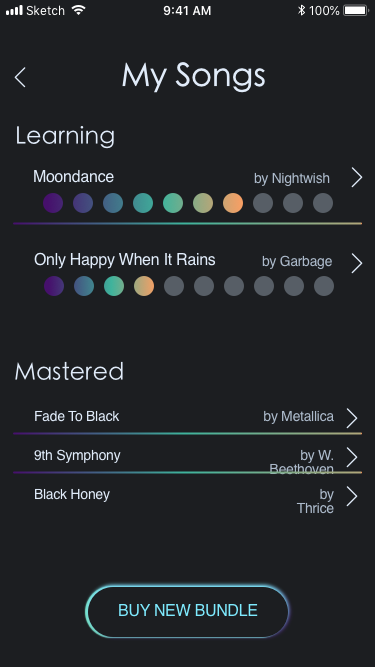 Sketch 9:41 AM 100%
My Songs
Learning
Moondance by Nightwish
Only Happy When It Rains by Garbage
Mastered
Fade To Black by Metallica
9th Symphony by W.
Beethoven
Black Honey by
Thrice
BUY NEW BUNDLE